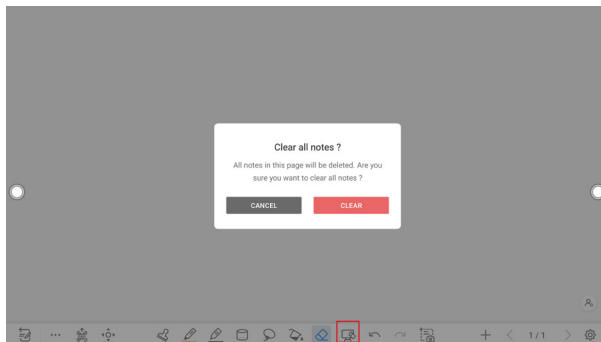 Clear all notes ?
All notes in this page will be deleted. Are you
sure you want to clear all notes ?
CANCEL
CLEAR
1 / 1